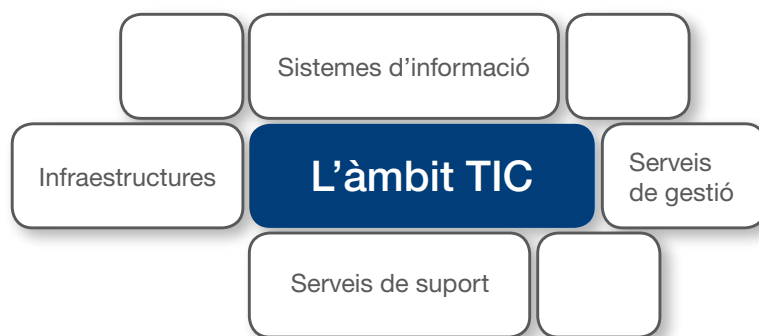 Sistemes d’informació
Infraestructures
L’àmbit TIC
Serveis
de gestió
Serveis de suport